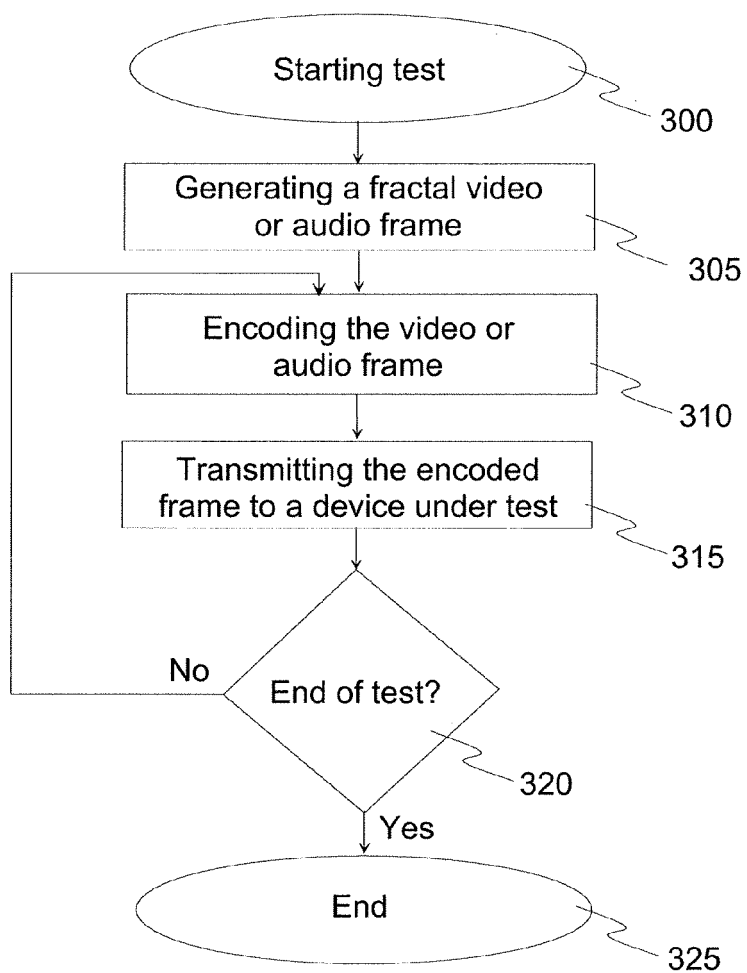 Starting test
300
Generating a fractal video
or audio frame
305
Encoding the video or
audio frame
310
Transmitting the encoded
frame to a device under test
315
No
End of test?
320
Yes
End
325